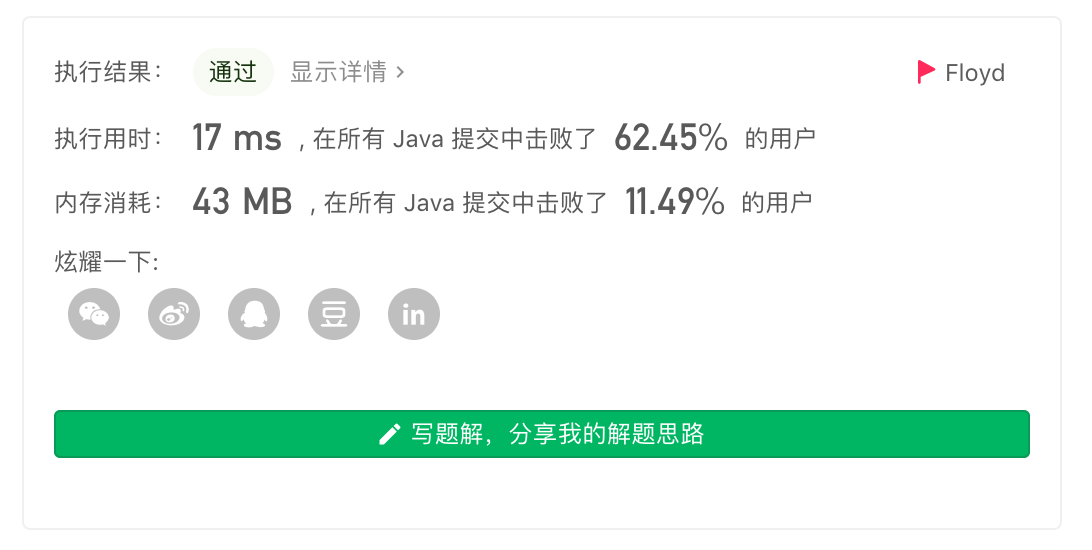 执行结果： 通过 显示详情 > Floyd
执行用时： 17 ms , 在所有 Java 提交中击败了 62.45% 的用户
内存消耗： 43 MB , 在所有 Java 提交中击败了 11.49% 的用户
炫耀一下:
豆 in
写题解，分享我的解题思路